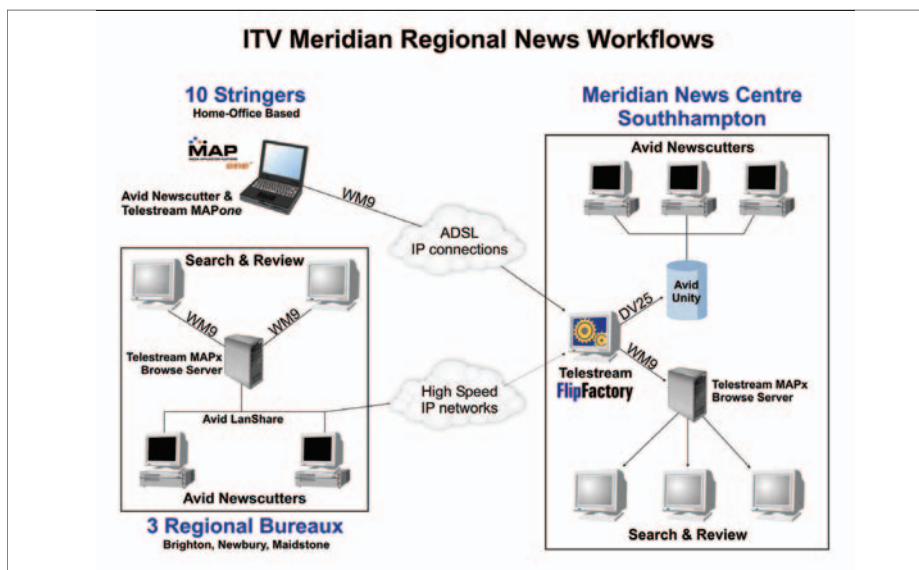 ITV Meridian Regional News Workflows
10 Stringers
Home-Office Based
MAP
one
Avid Newscutter &
Telestream MAPone
WM9
ADSL
IP connections
Search & Review
WM9
WM9
Telestream MAPx
Browse Server
Avid LanShare
Avid Newscutters
3 Regional Bureaux
Brighton, Newbury, Maidstone
High Speed
IP networks
Meridian News Centre
Southhampton
Avid Newscutters
Avid
Unity
DV25
WM9
Telestream
FlipFactory
Telestream MAPx
Browse Server
Search & Review